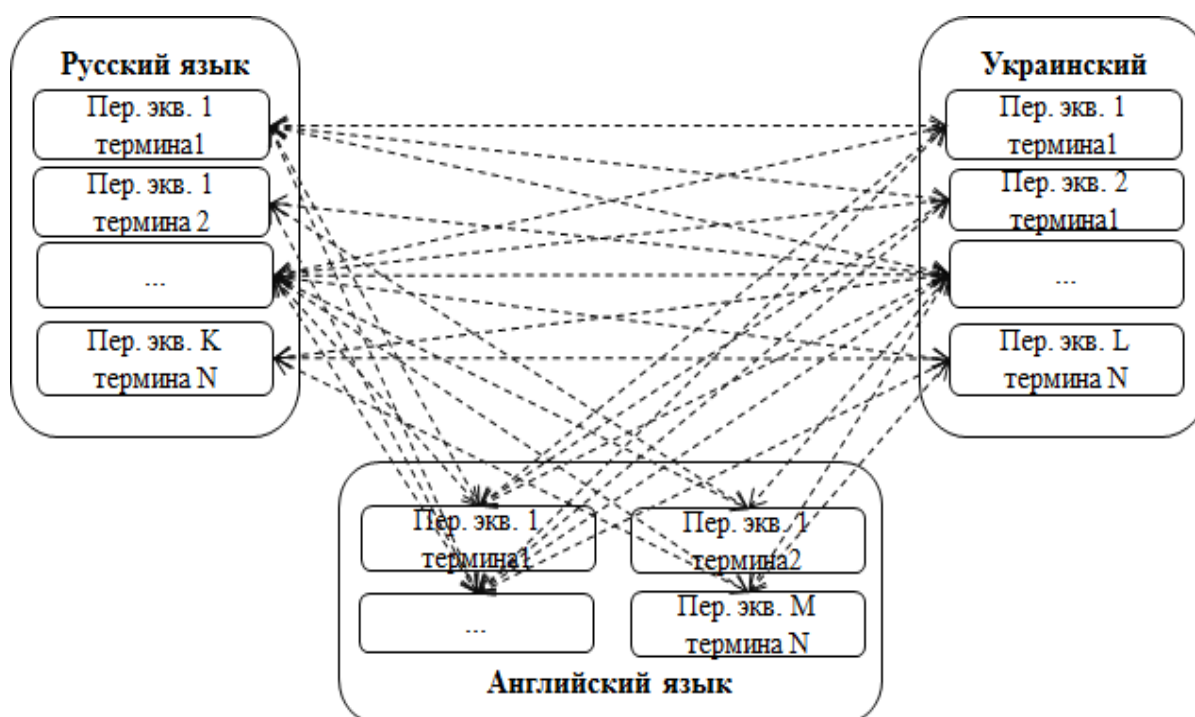 Русский язык
Пер. экв. 1
термина1
Пер. экв. 1
термина 2
...
Пер. экв. K
термина N
Украинский
Пер. экв. 1
термина1
Пер. экв. 2
термина1
...
Пер. экв. L
термина N
Пер. экв. 1
термина1
Пер. экв. 1
термина2
...
Пер. экв. M
термина N
Английский язык